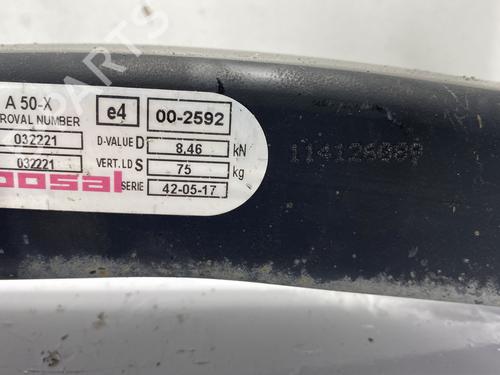 A 50-X e4 00-2592
ROVAL NUMBER D-VALUE D 8,46 kN
032221
032221 VERT.LD S 75 kg
bosal SERIE 42-05-17